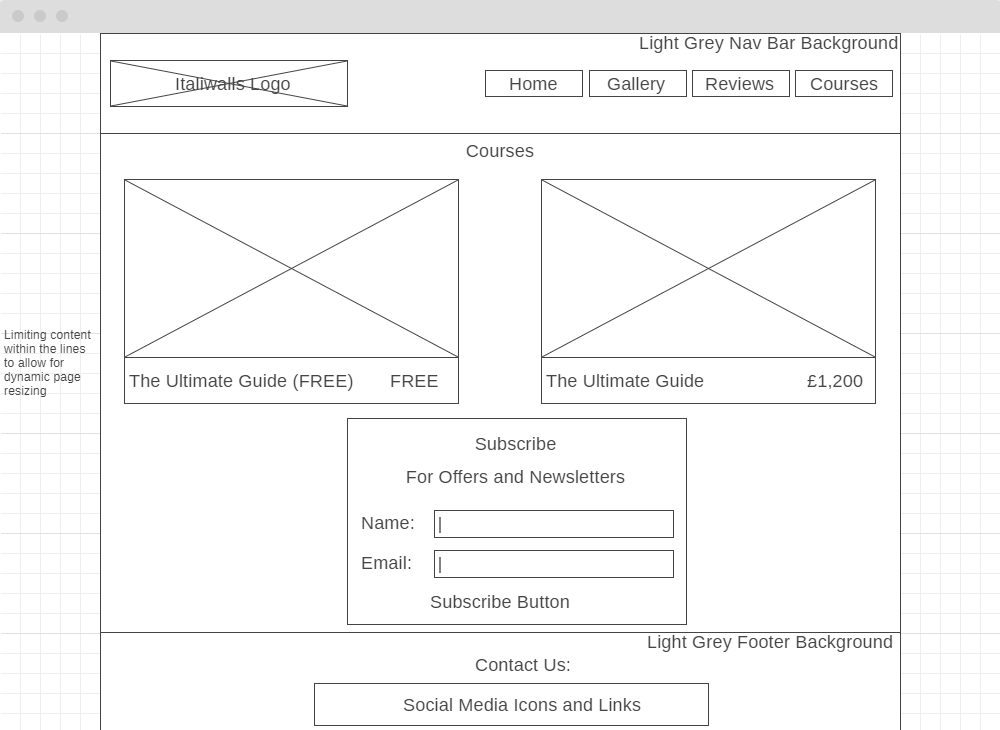 Light Grey Nav Bar Background
Italiwalls Logo
Home
Gallery
Reviews
Courses
Courses
Limiting content
within the lines
to allow for
dynamic page
resizing
The Ultimate Guide (FREE)
FREE
The Ultimate Guide
£1,200
Subscribe
For Offers and Newsletters
Name:
Email:
Subscribe Button
Light Grey Footer Background
Contact Us:
Social Media Icons and Links